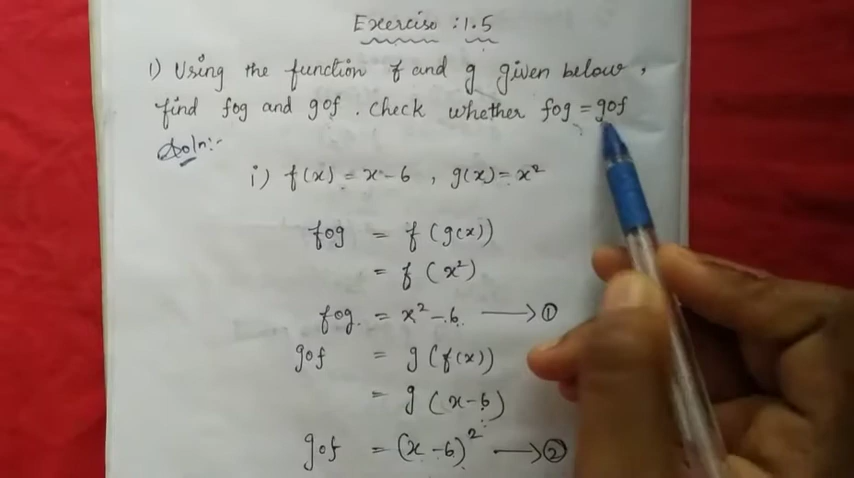 Exercise : 1.5
1) Using the function f and g given below,
find fog and gof. Check whether fog = gof
Soln:-
i) f(x) = x-6 , g(x) = x²
fog = f(g(x))
= f(x²)
fog = x²-6 → ①
gof = g(f(x))
= g(x-6)
gof = (x-6)² → ②